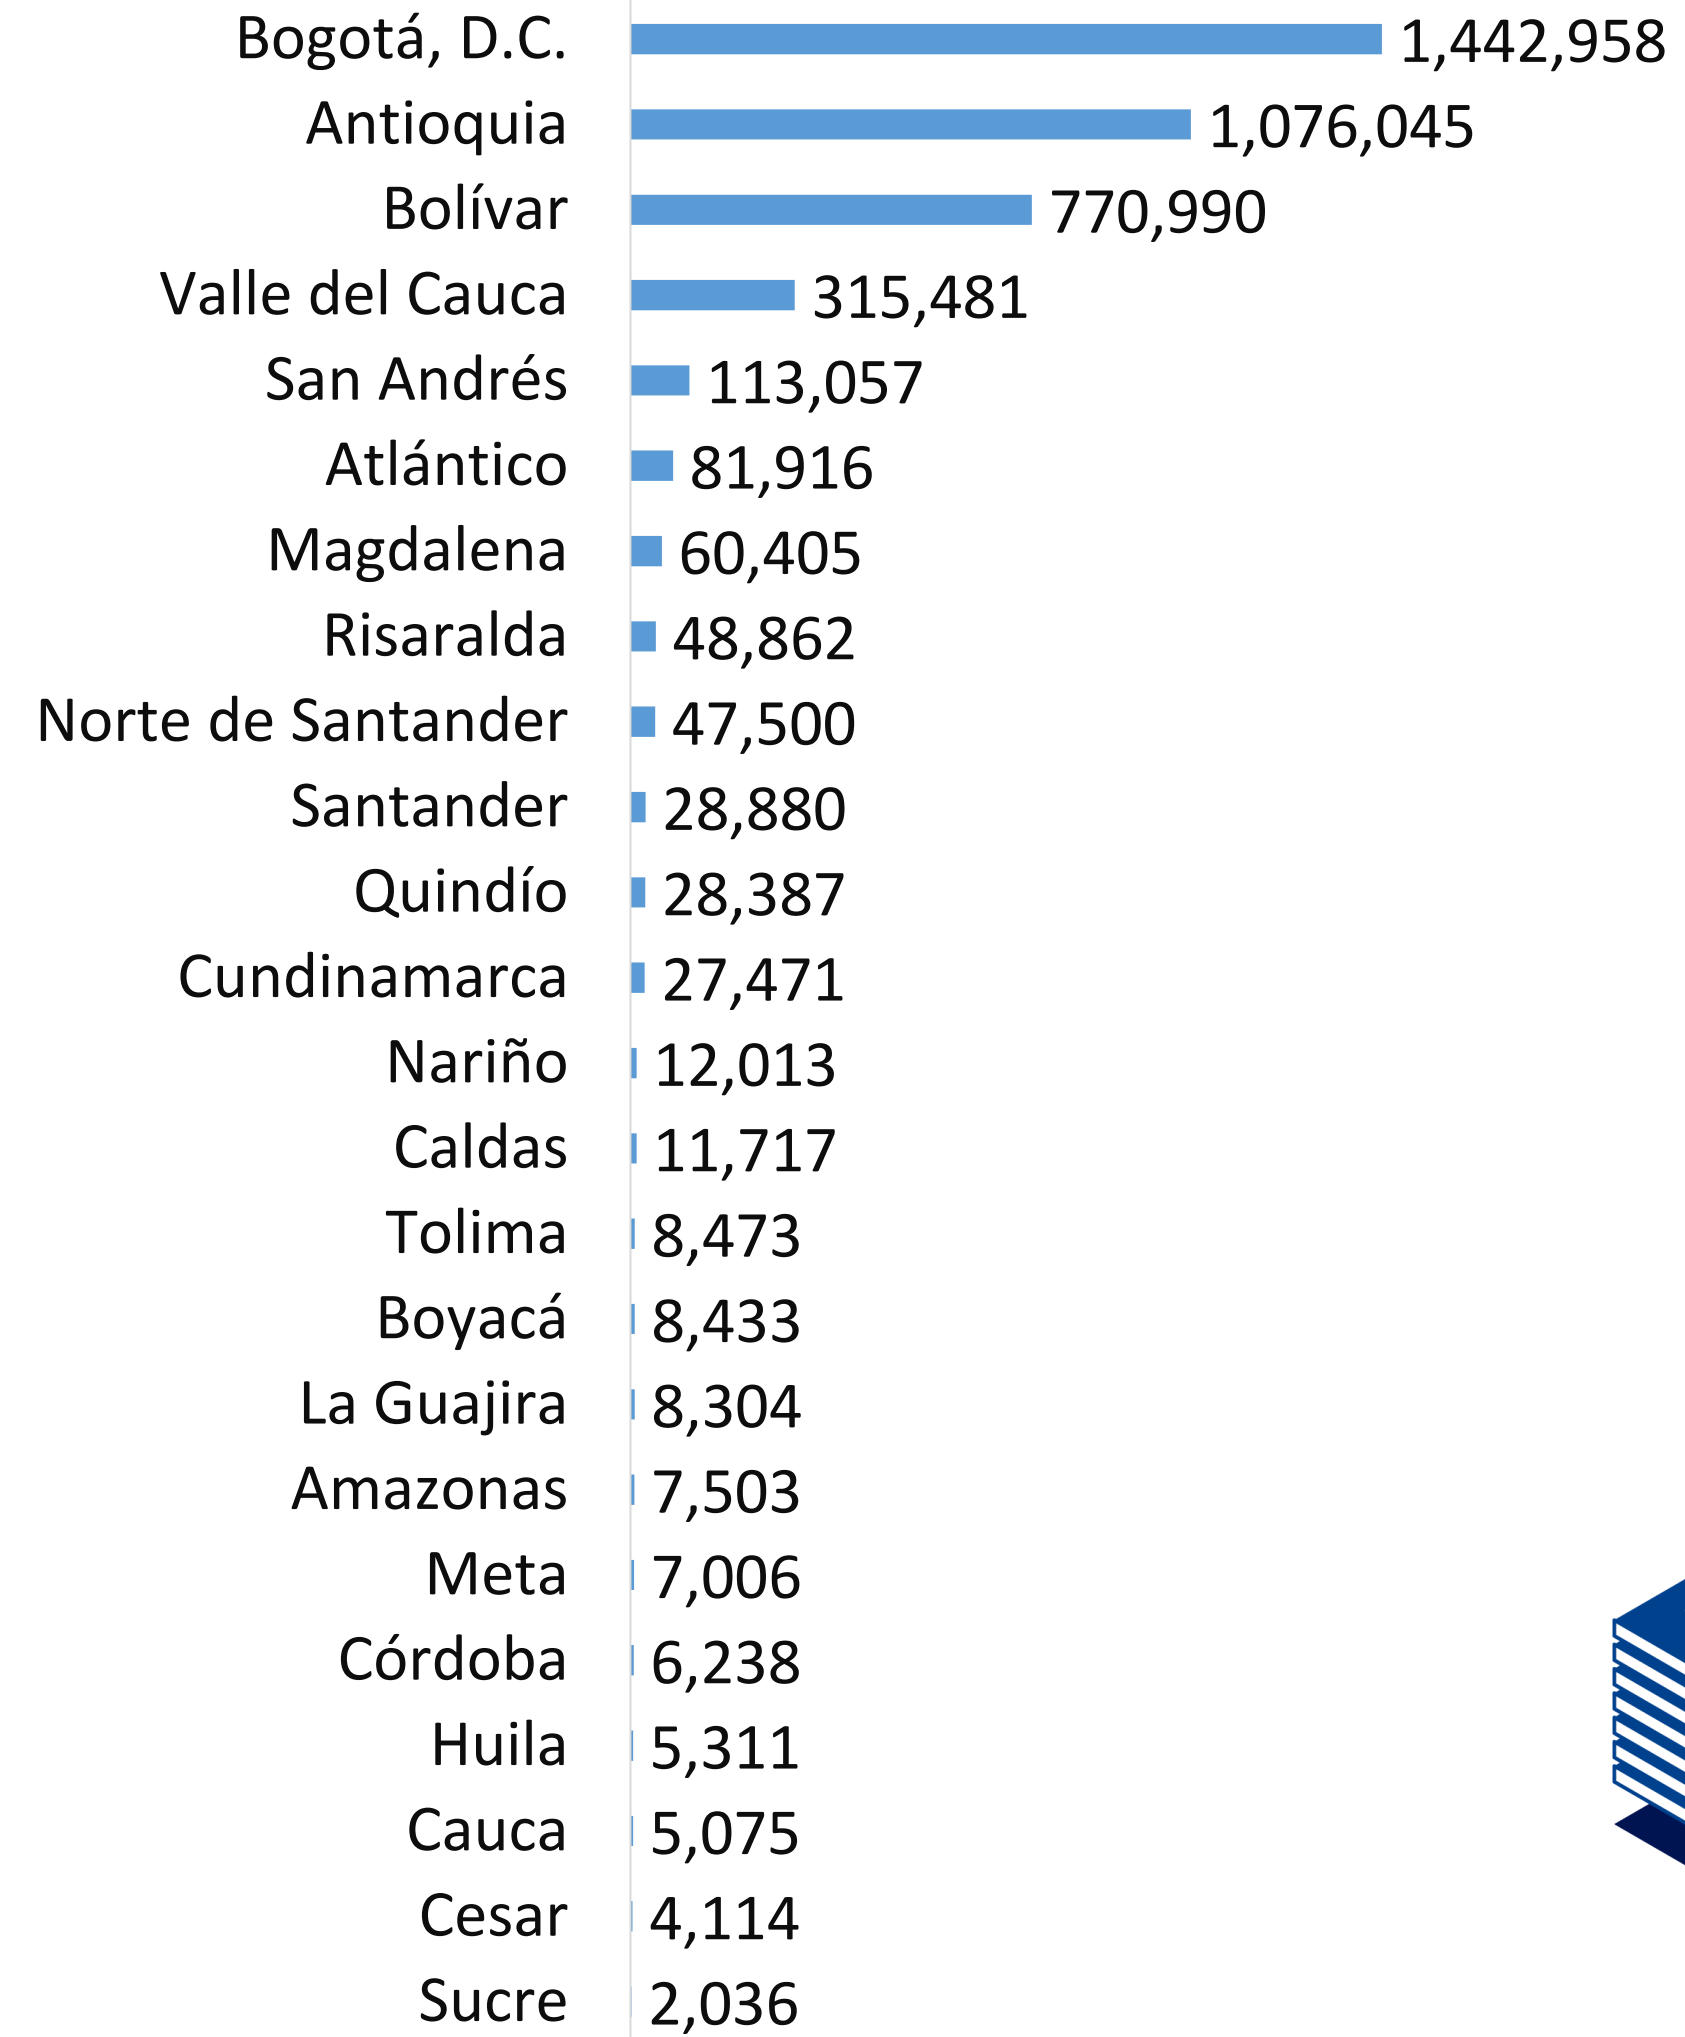 Bogotá, D.C. 1,442,958
Antioquia 1,076,045
Bolívar 770,990
Valle del Cauca 315,481
San Andrés 113,057
Atlántico 81,916
Magdalena 60,405
Risaralda 48,862
Norte de Santander 47,500
Santander 28,880
Quindío 28,387
Cundinamarca 27,471
Nariño 12,013
Caldas 11,717
Tolima 8,473
Boyacá 8,433
La Guajira 8,304
Amazonas 7,503
Meta 7,006
Córdoba 6,238
Huila 5,311
Cauca 5,075
Cesar 4,114
Sucre 2,036